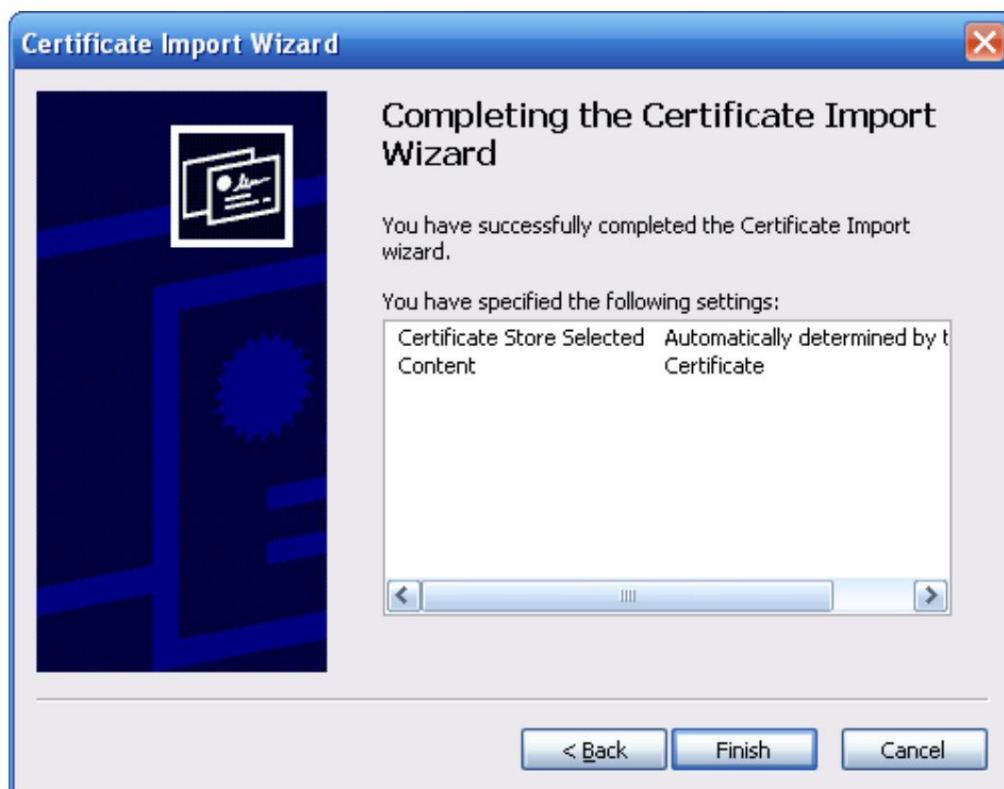 Certificate Import Wizard
Completing the Certificate Import
Wizard
You have successfully completed the Certificate Import
wizard.
You have specified the following settings:
Certificate Store Selected Automatically determined by t
Content Certificate
< Back Finish Cancel